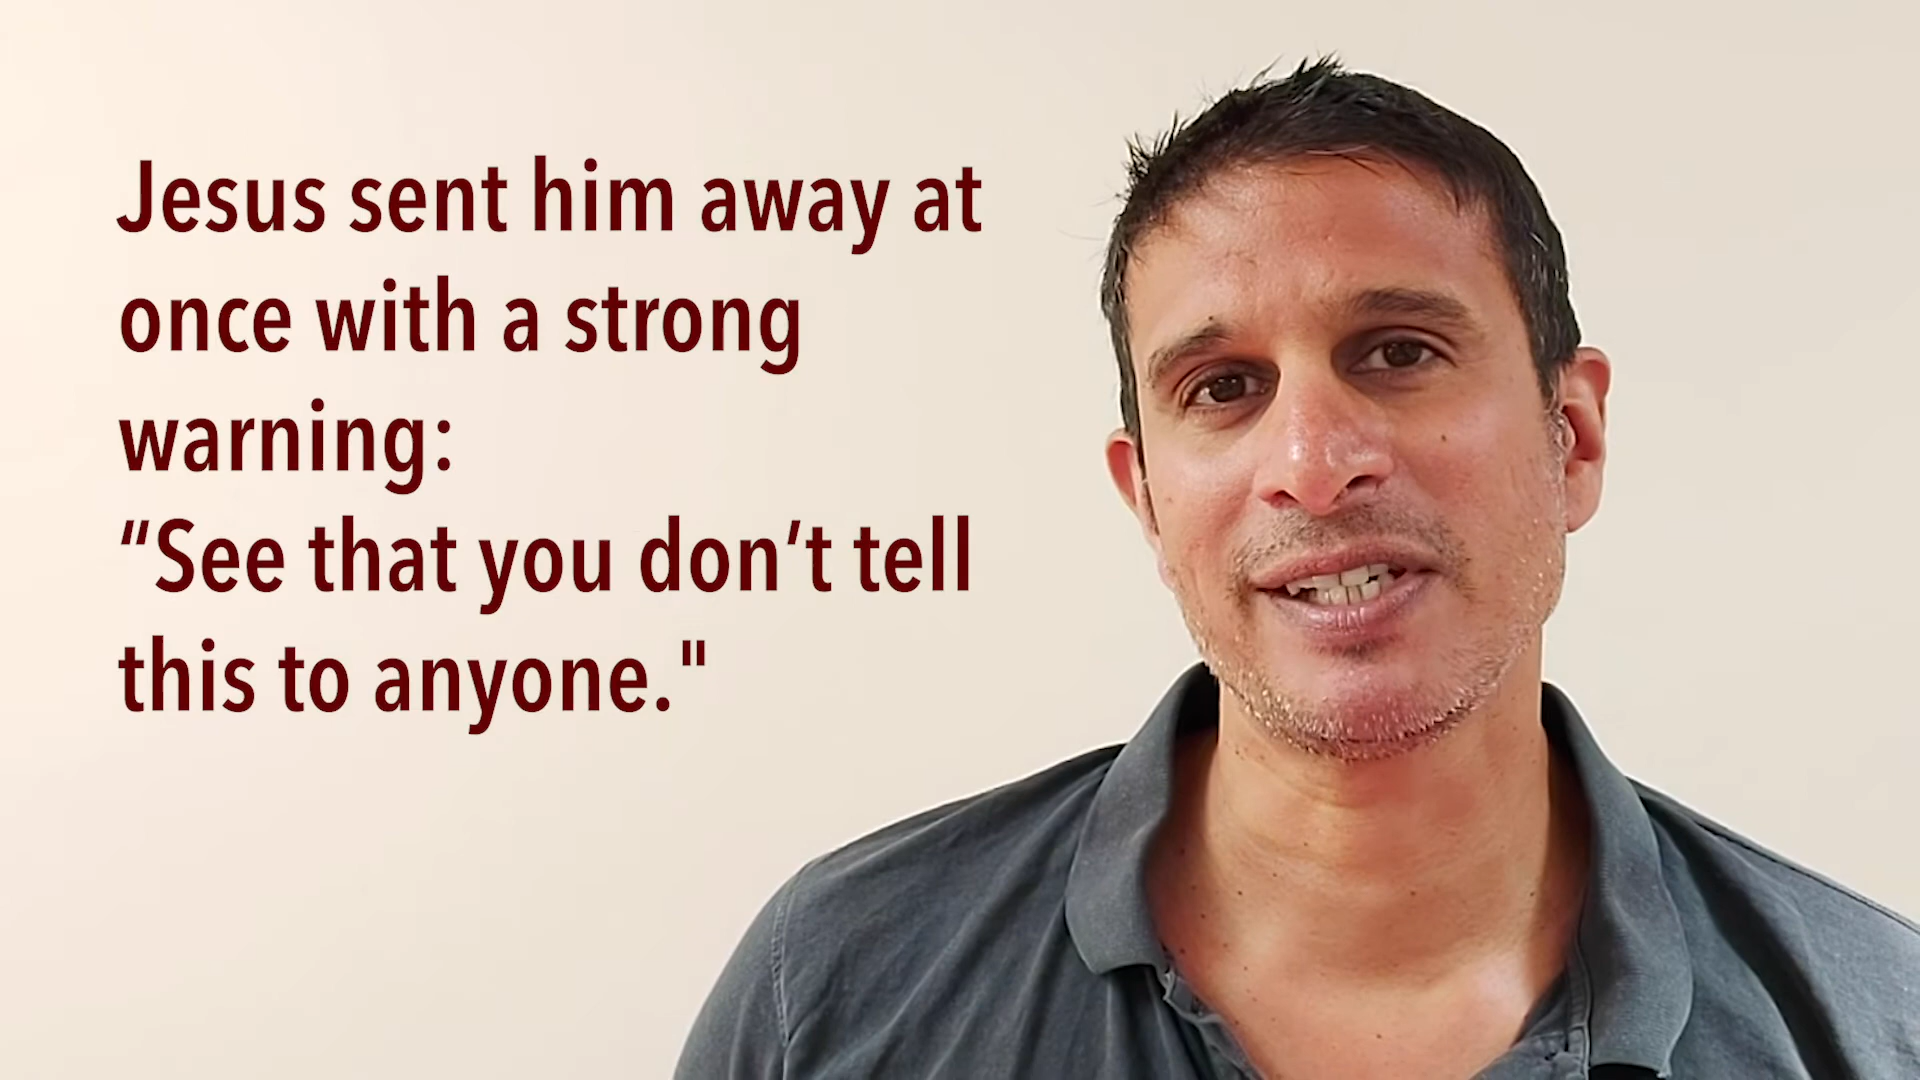 Jesus sent him away at
once with a strong
warning:
“See that you don’t tell
this to anyone."